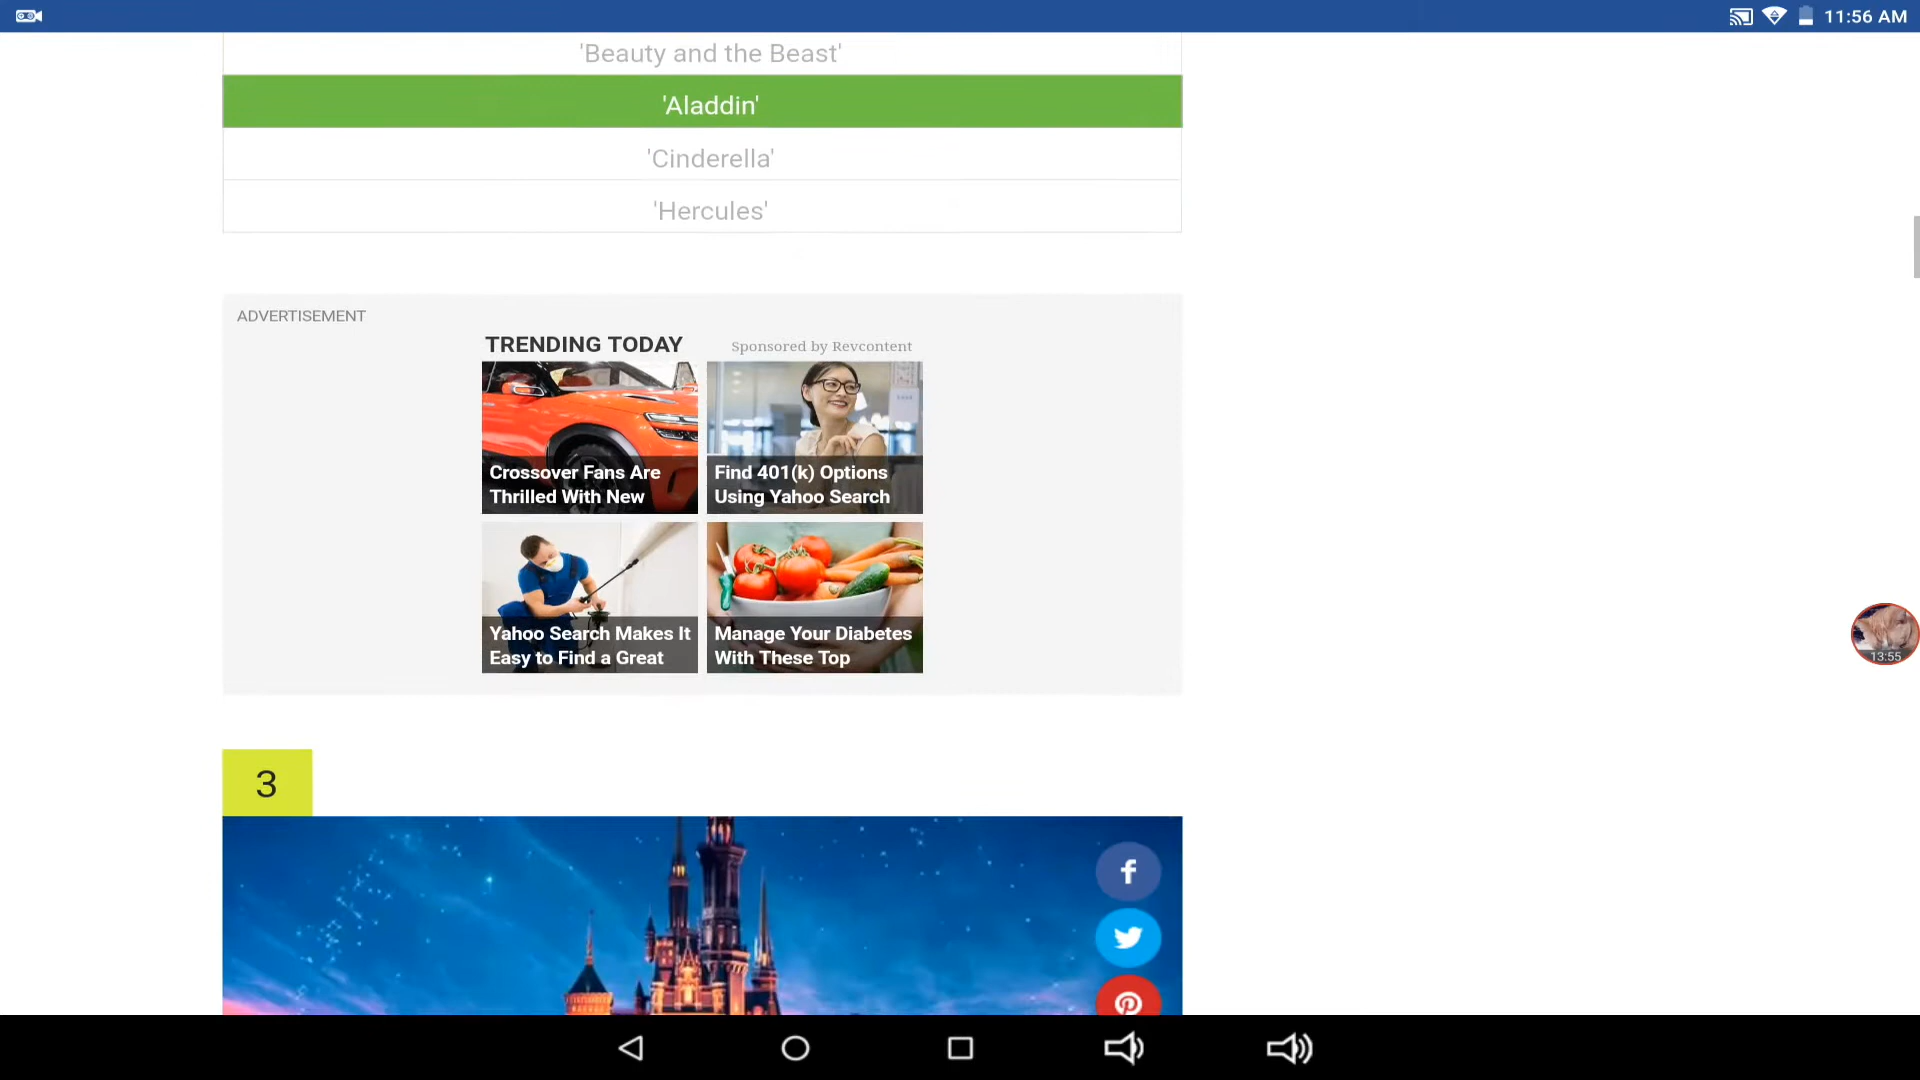 11:56 AM
'Beauty and the Beast'
'Aladdin'
'Cinderella'
'Hercules'
ADVERTISEMENT
TRENDING TODAY
Sponsored by Revcontent
Crossover Fans Are
Thrilled With New
Find 401(k) Options
Using Yahoo Search
Yahoo Search Makes It
Easy to Find a Great
Manage Your Diabetes
With These Top
13:55
3